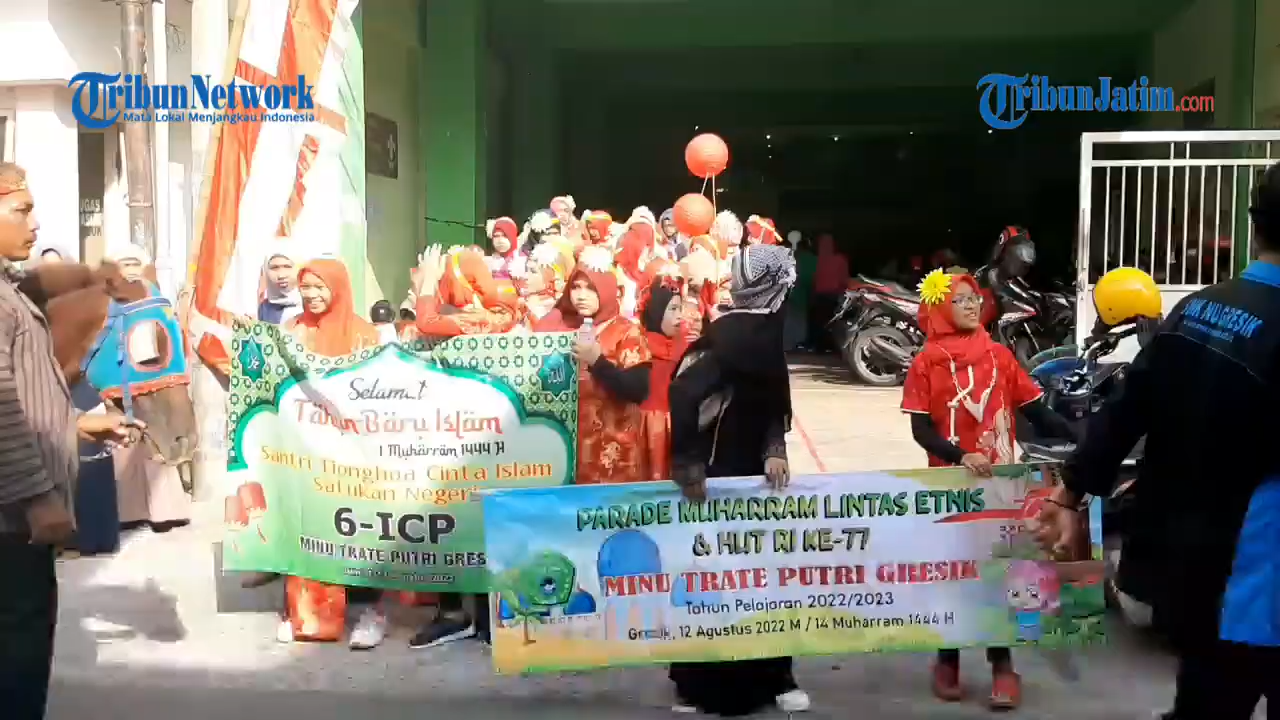 TribunNetwork
Mata Lokal Menjangkau Indonesia
TribunJatim.com
Selamat
Tahun Baru Islam
1 Muharram 1444 H
Santri Tionghoa Cinta Islam
Satukan
6-ICP
MINU TRATE PUTRI GRES
PARADE MUHARRAM LINTAS ETNIS
& HUT RI KE-77
MINU TRATE PUTRI GRESIK
Tahun Pelajaran 2022/2023
Gresik, 12 Agustus 2022 M / 14 Muharram 1444 H